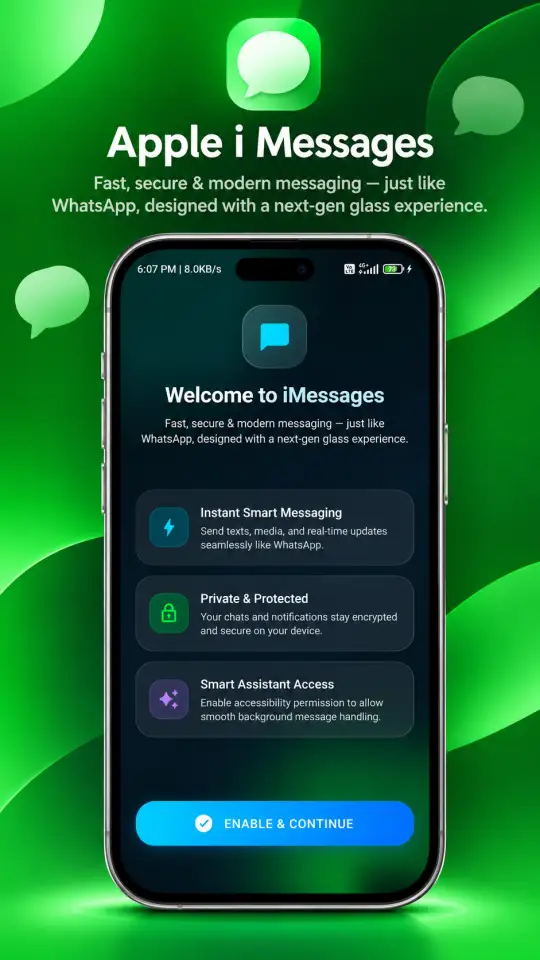 Apple i Messages
Fast, secure & modern messaging — just like
WhatsApp, designed with a next-gen glass experience.
6:07 PM | 8.0KB/s
4G+
73
Welcome to iMessages
Fast, secure & modern messaging — just like
WhatsApp, designed with a next-gen glass experience.
Instant Smart Messaging
Send texts, media, and real-time updates
seamlessly like WhatsApp.
Private & Protected
Your chats and notifications stay encrypted
and secure on your device.
Smart Assistant Access
Enable accessibility permission to allow
smooth background message handling.
ENABLE & CONTINUE